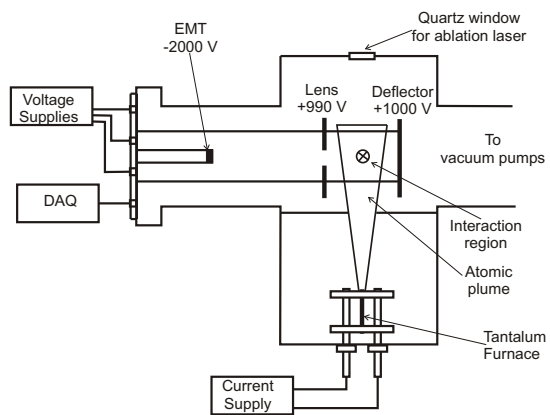 EMT
-2000 V
Quartz window
for ablation laser
Voltage
Supplies
Lens
+990 V
Deflector
+1000 V
To
vacuum pumps
DAQ
Interaction
region
Atomic
plume
Tantalum
Furnace
Current
Supply